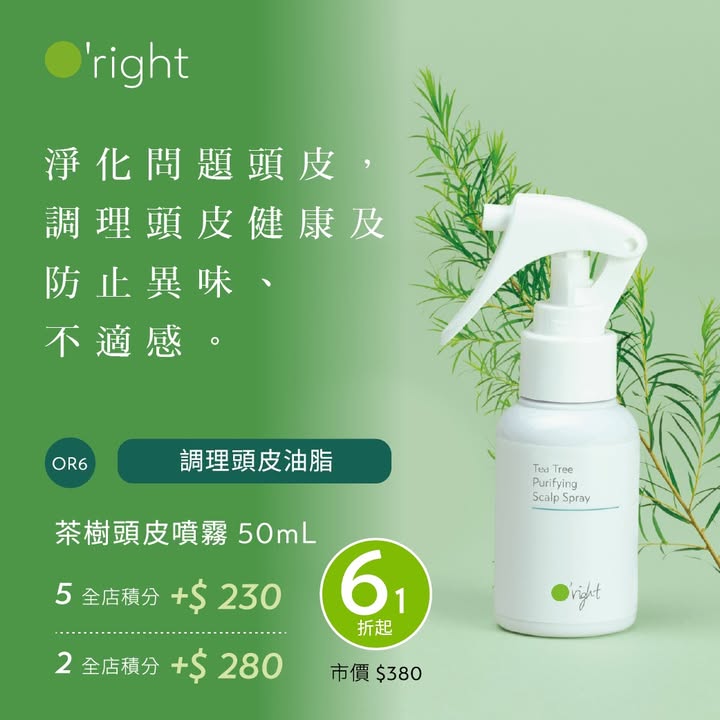 O'right
淨化問題頭皮，
調理頭皮健康及
防止異味、
不適感。
OR6
調理頭皮油脂
茶樹頭皮噴霧 50mL
5 全店積分 +$ 230
2 全店積分 +$ 280
61
折起
市價 $380
Tea Tree
Purifying
Scalp Spray
O'right